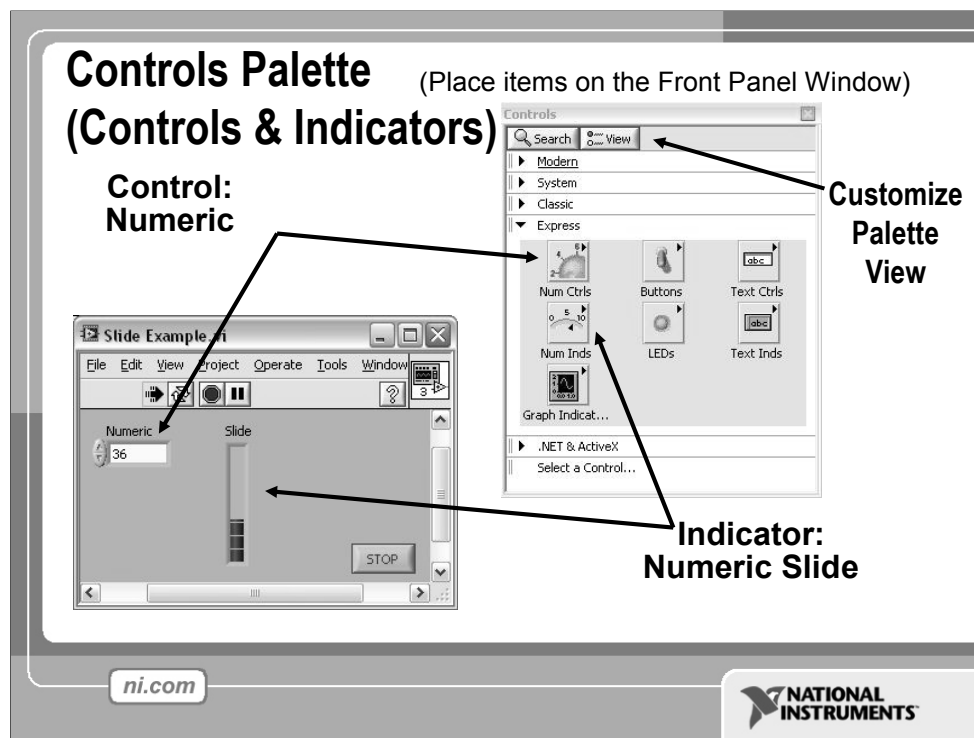 Controls Palette
(Place items on the Front Panel Window)
(Controls & Indicators)
Control:
Numeric
Controls
Search View
Modern
System
Classic
Express
Num Ctrls Buttons Text Ctrls
Num Inds LEDs Text Inds
Graph Indicat...
.NET & ActiveX
Select a Control...
Customize
Palette
View
Slide Example.vi
File Edit View Project Operate Tools Window
3
Numeric Slide
36
STOP
Indicator:
Numeric Slide
ni.com
NATIONAL
INSTRUMENTS